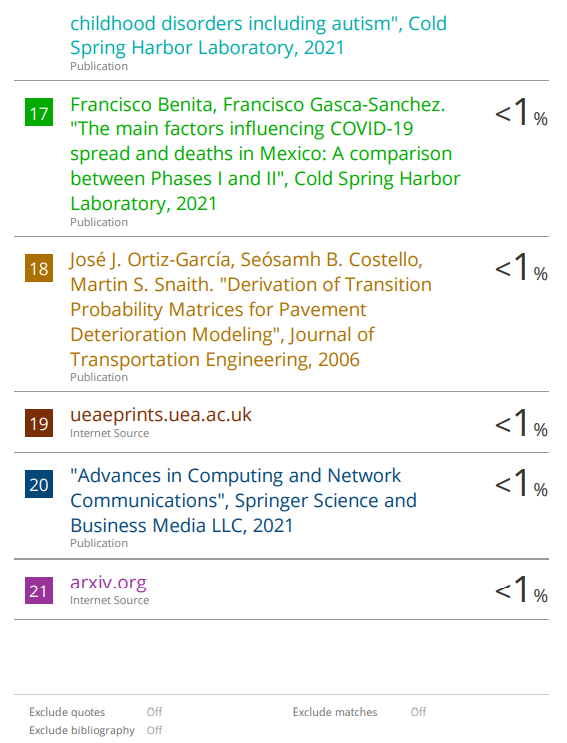 childhood disorders including autism", Cold
Spring Harbor Laboratory, 2021
Publication
17
Francisco Benita, Francisco Gasca-Sanchez.
"The main factors influencing COVID-19
spread and deaths in Mexico: A comparison
between Phases I and II", Cold Spring Harbor
Laboratory, 2021
Publication
<1%
18
José J. Ortiz-García, Seósamh B. Costello,
Martin S. Snaith. "Derivation of Transition
Probability Matrices for Pavement
Deterioration Modeling", Journal of
Transportation Engineering, 2006
Publication
<1%
19
ueaeprints.uea.ac.uk
Internet Source
<1%
20
"Advances in Computing and Network
Communications", Springer Science and
Business Media LLC, 2021
Publication
<1%
21
arxiv.org
Internet Source
<1%
Exclude quotes Off
Exclude matches Off
Exclude bibliography Off